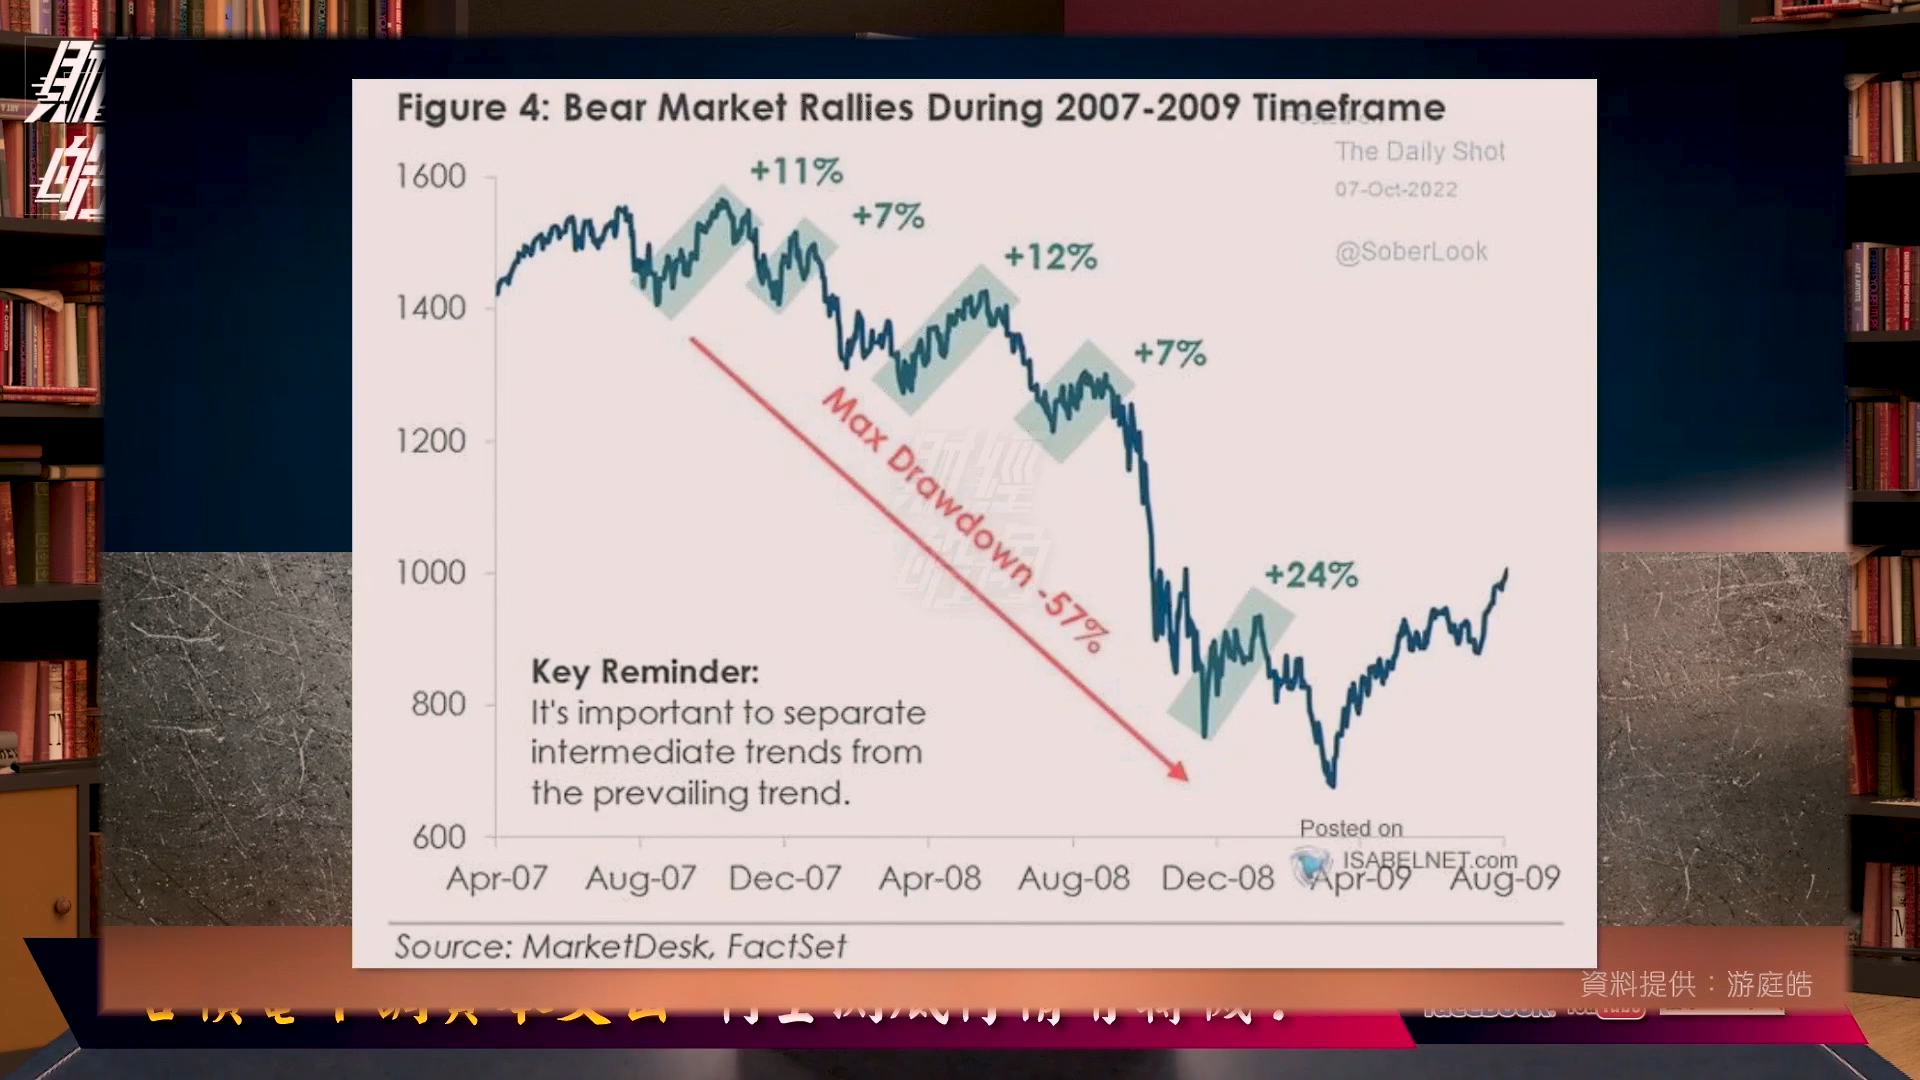 Figure 4: Bear Market Rallies During 2007-2009 Timeframe
The Daily Shot
07-Oct-2022
@SoberLook
1600
1400
1200
1000
800
600
+11%
+7%
+12%
+7%
+24%
Max Drawdown -57%
Key Reminder:
It's important to separate
intermediate trends from
the prevailing trend.
Posted on
ISABELNET.com
Apr-07
Aug-07
Dec-07
Apr-08
Aug-08
Dec-08
Apr-09
Aug-09
Source: MarketDesk, FactSet
資料提供：游庭皓
財經